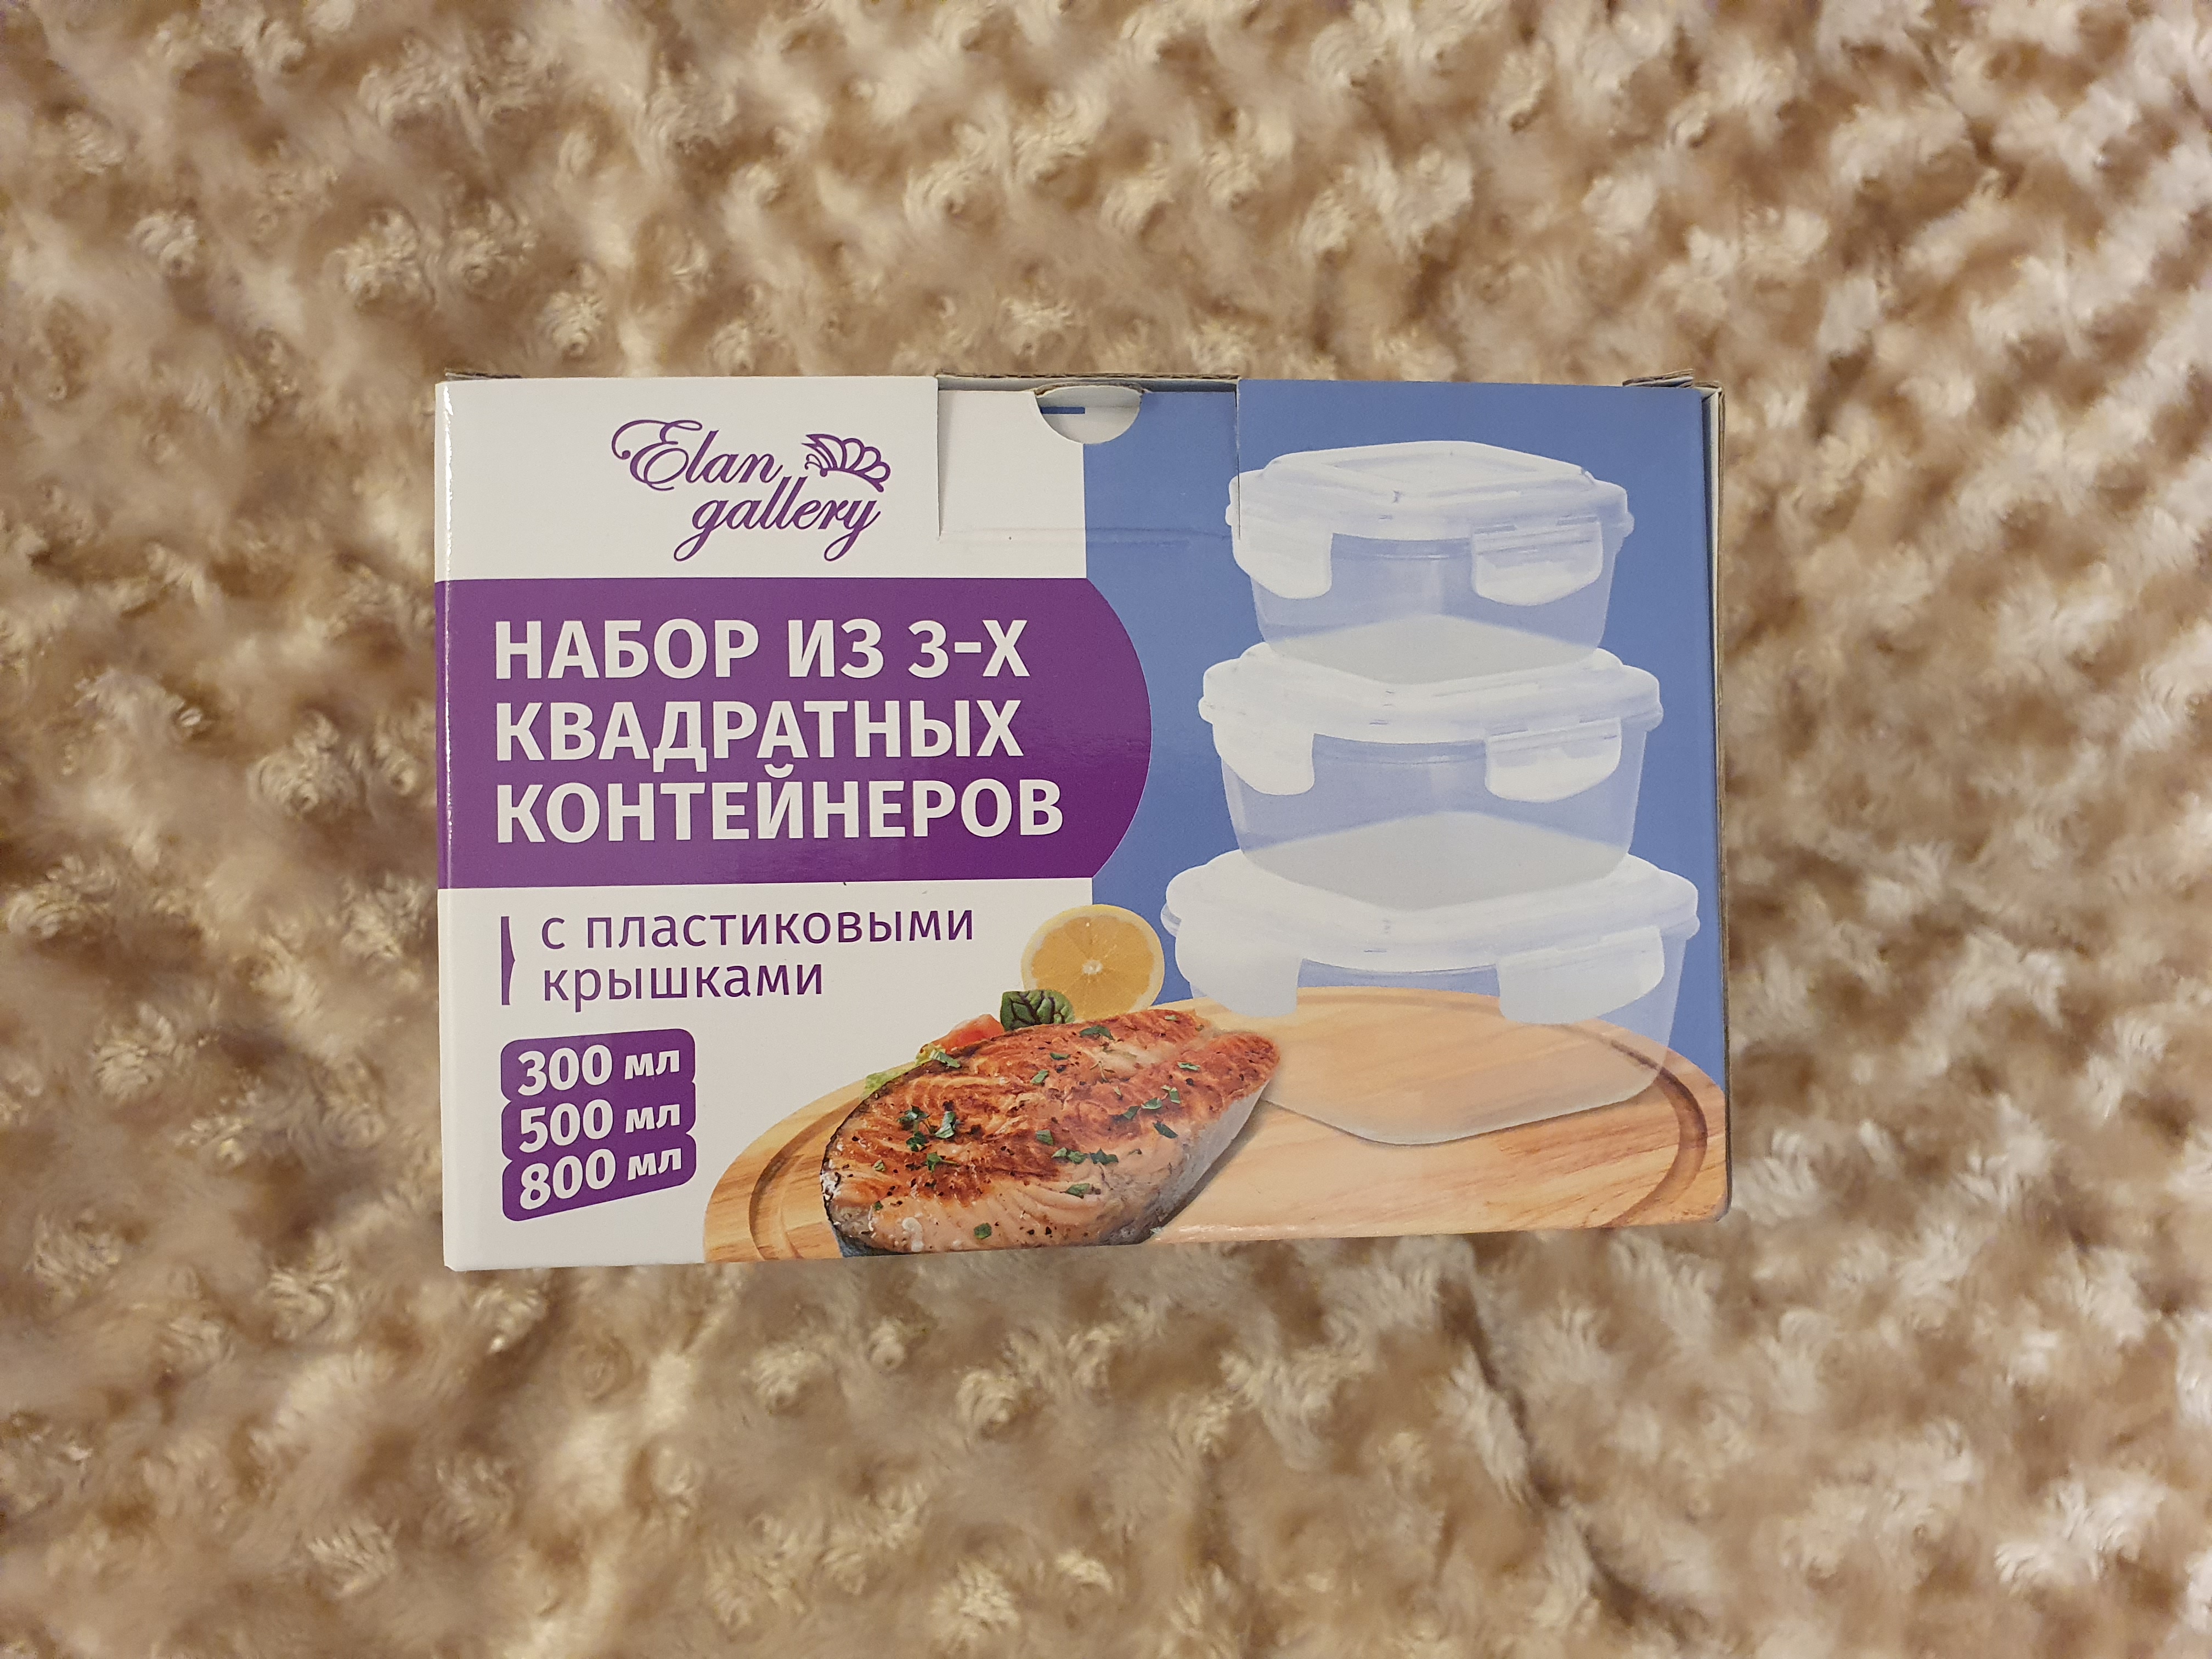 Elan
gallery
НАБОР ИЗ 3-Х
КВАДРАТНЫХ
КОНТЕЙНЕРОВ
с пластиковыми
крышками
300 мл
500 мл
800 мл